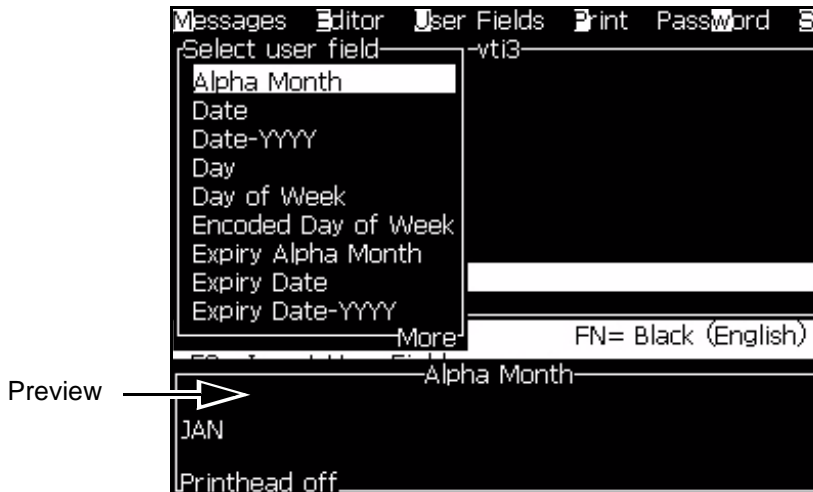 Messages Editor User Fields Print Password S
Select user field vti3
Alpha Month
Date
Date-YYYY
Day
Day of Week
Encoded Day of Week
Expiry Alpha Month
Expiry Date
Expiry Date-YYYY
More
FN= Black (English)
Alpha Month
Preview
JAN
Printhead off